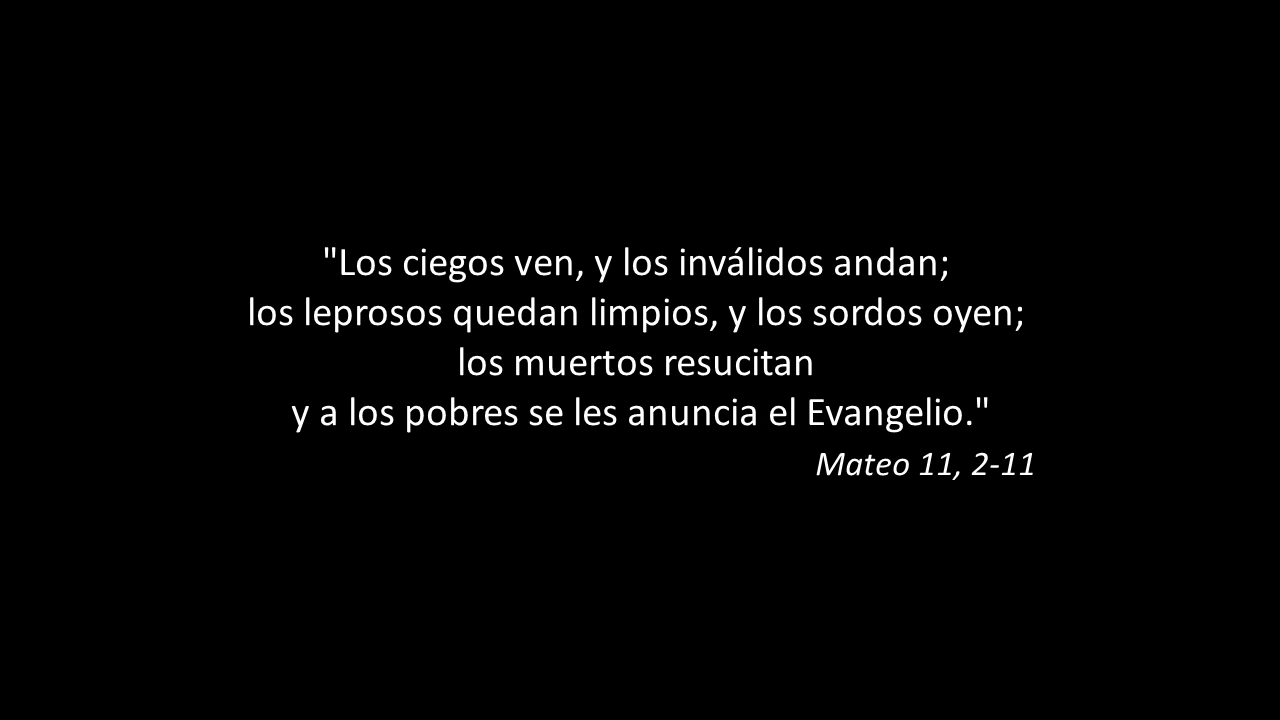 "Los ciegos ven, y los inválidos andan;
los leprosos quedan limpios, y los sordos oyen;
los muertos resucitan
y a los pobres se les anuncia el Evangelio."
Mateo 11, 2-11